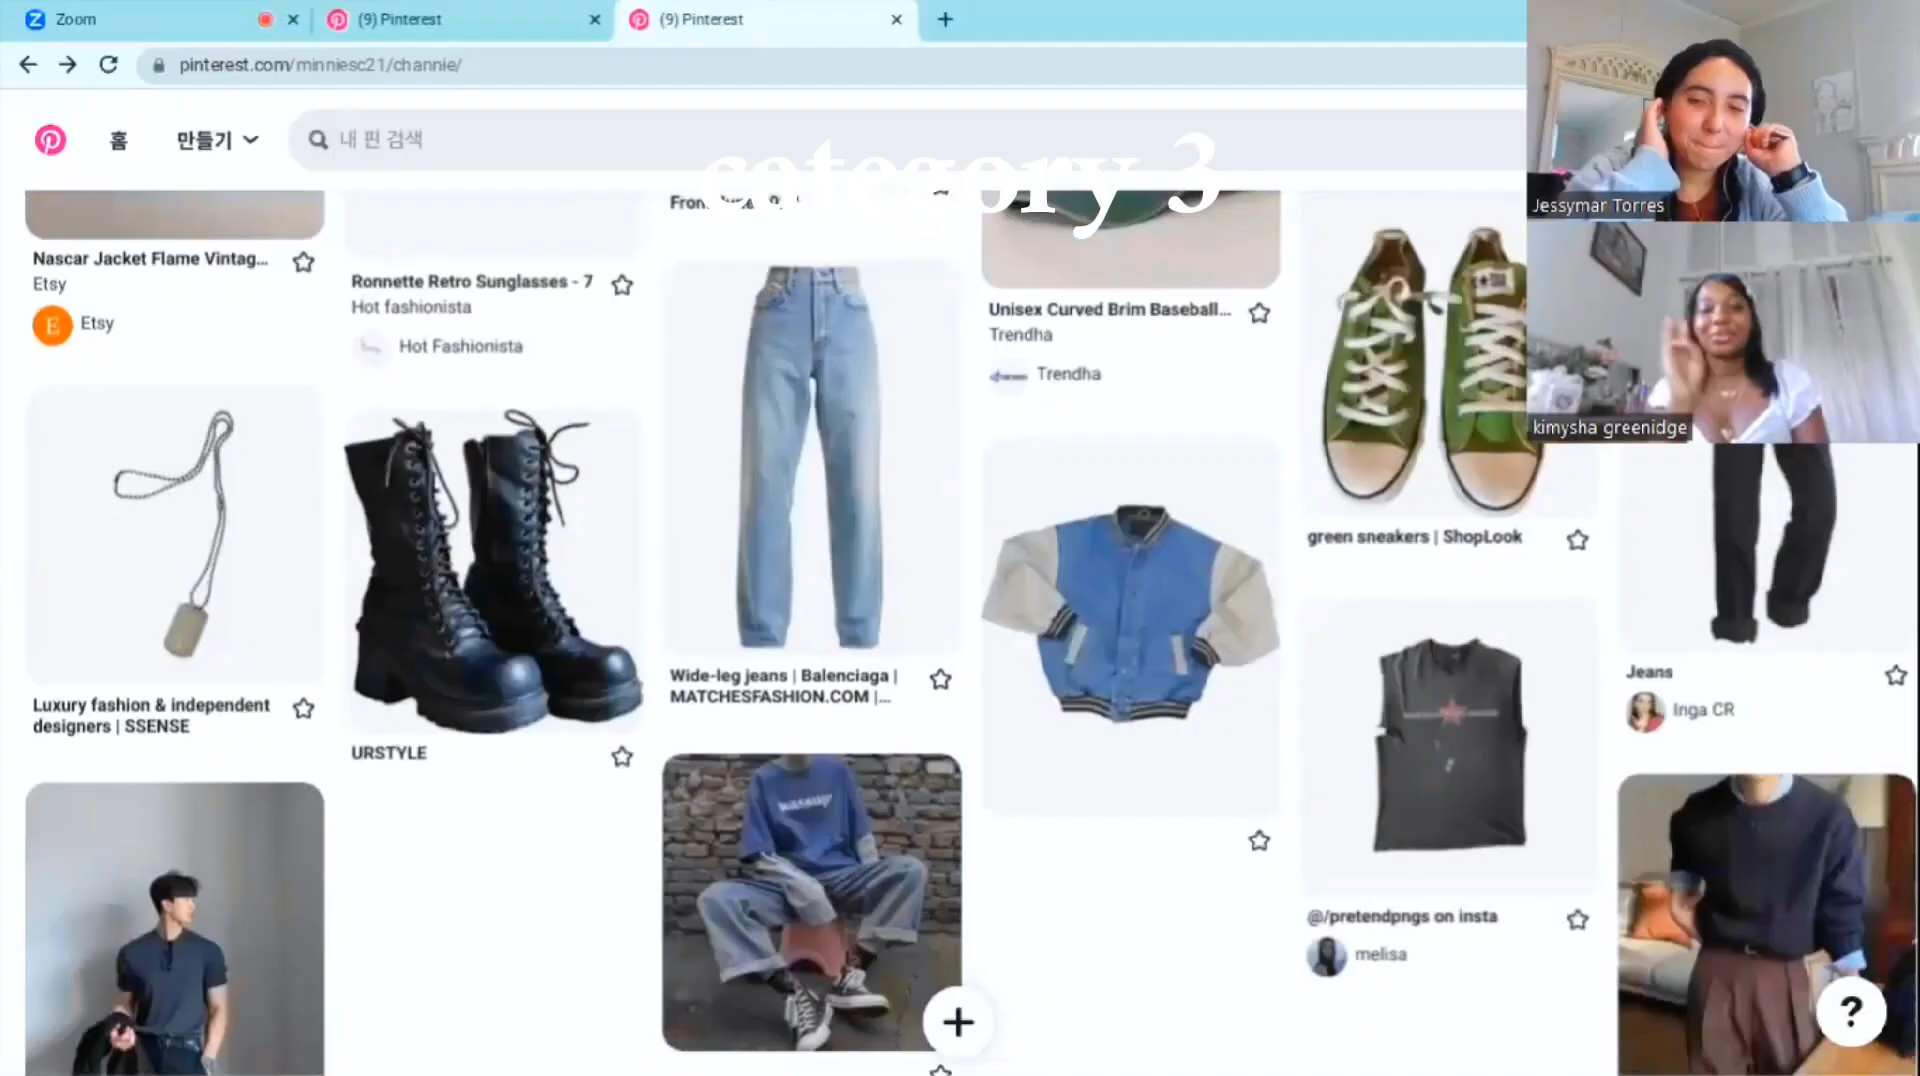 Zoom
(9) Pinterest
(9) Pinterest
pinterest.com/minniesc21/channie/
홈
만들기
내 핀 검색
category 3
Jessymar Torres
kimysha greenidge
Nascar Jacket Flame Vintag...
Etsy
E
Etsy
Luxury fashion & independent
designers | SSENSE
Ronnette Retro Sunglasses - 7
Hot fashionista
Hot Fashionista
URSTYLE
Wide-leg jeans | Balenciaga |
MATCHESFASHION.COM |...
Unisex Curved Brim Baseball...
Trendha
Trendha
green sneakers | ShopLook
@/pretendpngs on insta
melisa
Jeans
Inga CR
?